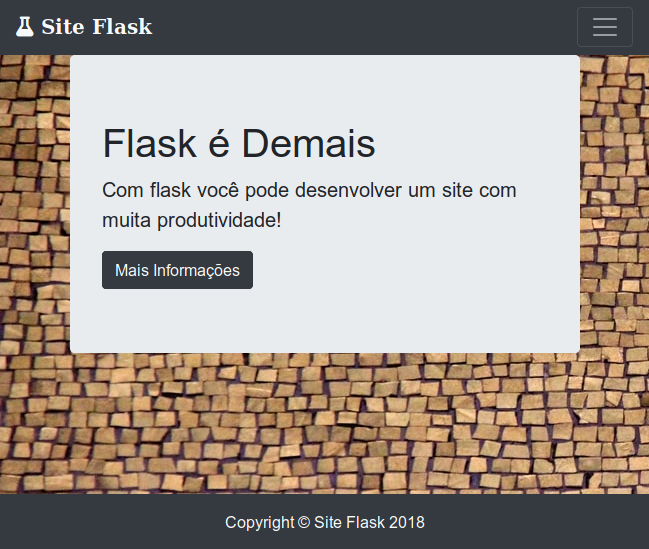 Site Flask
Flask é Demais
Com flask você pode desenvolver um site com
muita produtividade!
Mais Informações
Copyright © Site Flask 2018